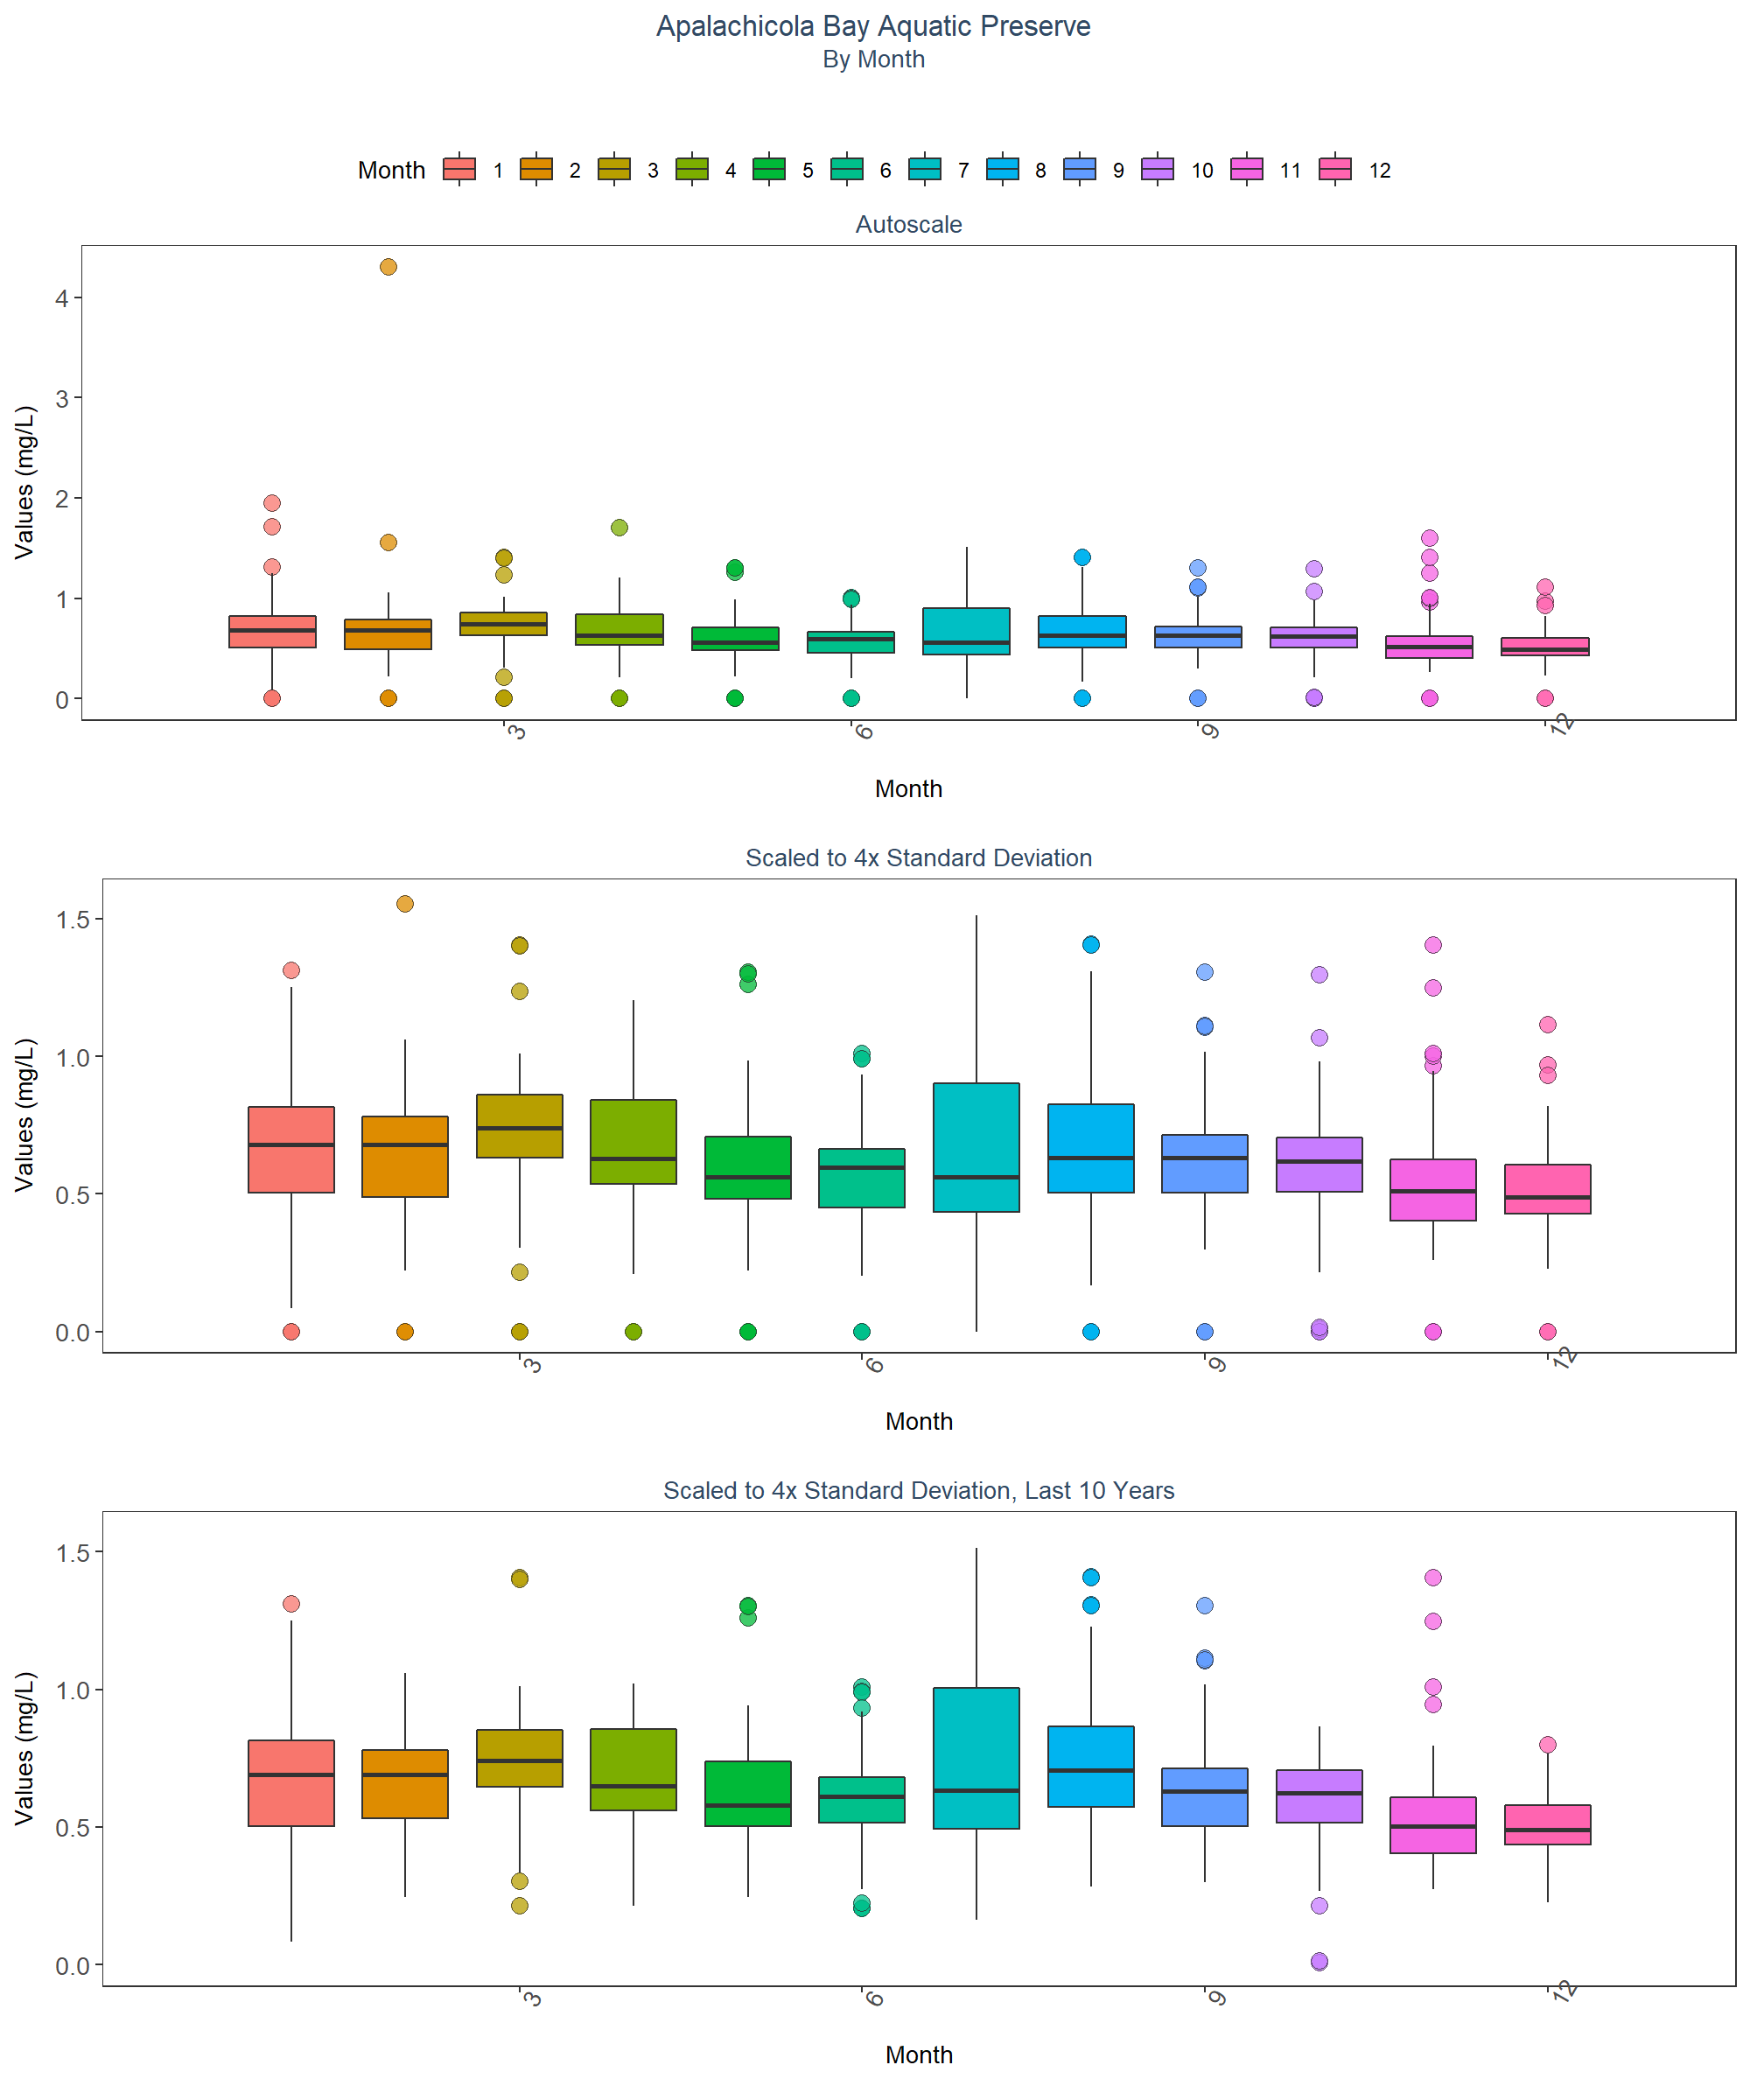 Apalachicola Bay Aquatic Preserve
By Month
Month 1 2 3 4 5 6 7 8 9 10 11 12
Autoscale
Values (mg/L)
4
3
2
1
0
3 6 9 12
Month
Scaled to 4x Standard Deviation
Values (mg/L)
1.5
1.0
0.5
0.0
3 6 9 12
Month
Scaled to 4x Standard Deviation, Last 10 Years
Values (mg/L)
1.5
1.0
0.5
0.0
3 6 9 12
Month